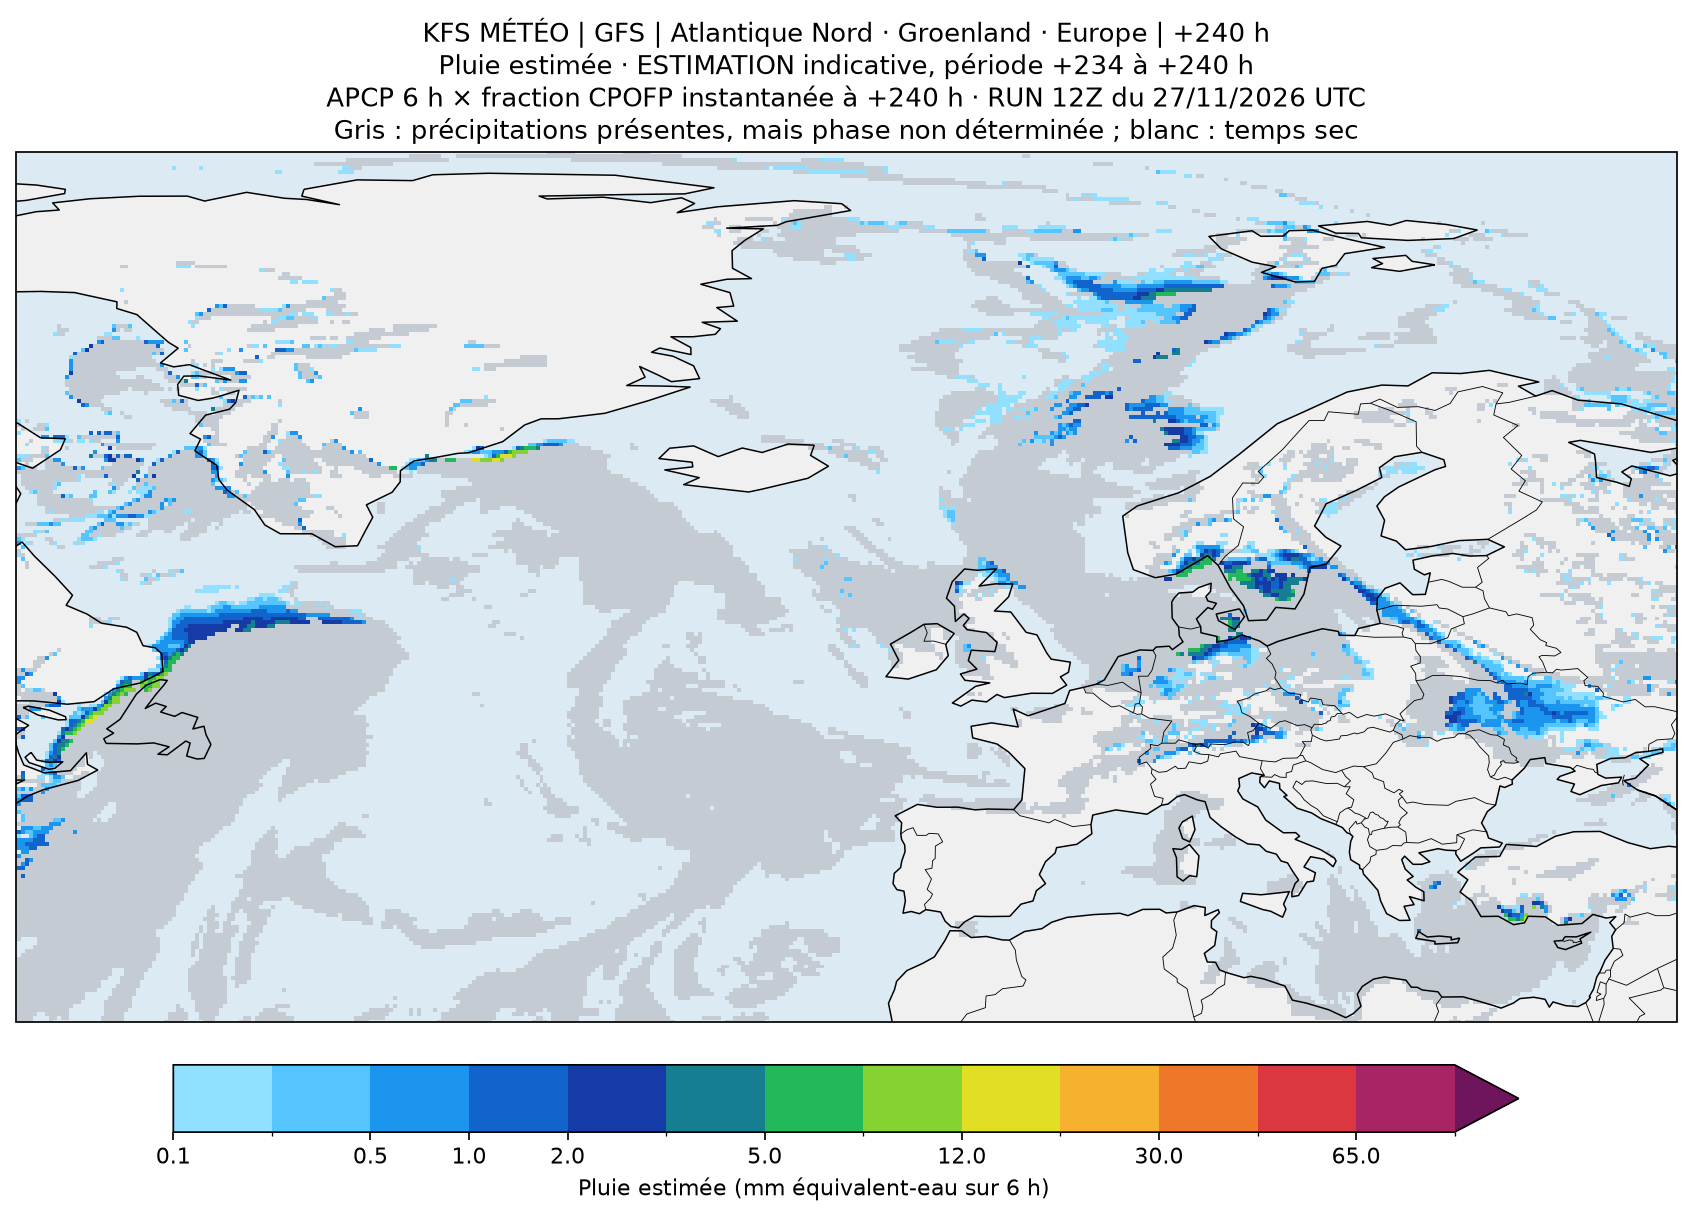 KFS MÉTÉO | GFS | Atlantique Nord · Groenland · Europe | +240 h
Pluie estimée · ESTIMATION indicative, période +234 à +240 h
APCP 6 h × fraction CPOFP instantanée à +240 h · RUN 12Z du 27/11/2026 UTC
Gris : précipitations présentes, mais phase non déterminée ; blanc : temps sec
0.1 0.5 1.0 2.0 5.0 12.0 30.0 65.0
Pluie estimée (mm équivalent-eau sur 6 h)